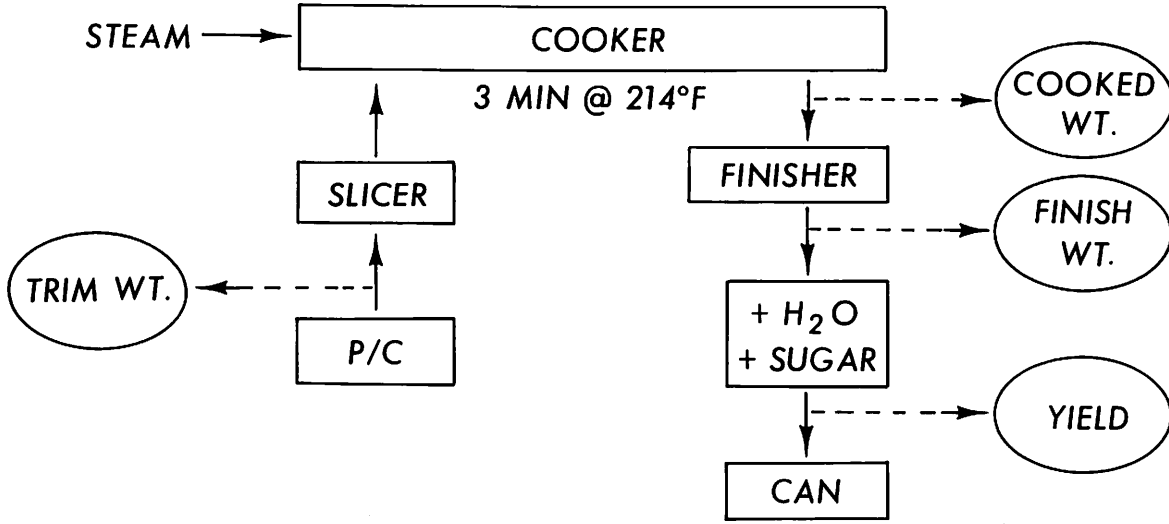 STEAM
COOKER
3 MIN @ 214°F
COOKED
WT.
SLICER
FINISHER
FINISH
WT.
TRIM WT.
P/C
+ H₂O
+ SUGAR
YIELD
CAN